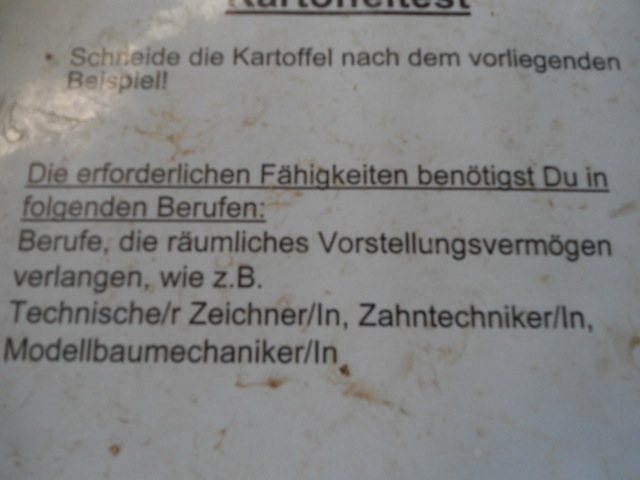 Kartoffeltest
• Schneide die Kartoffel nach dem vorliegenden
Beispiel!
Die erforderlichen Fähigkeiten benötigst Du in
folgenden Berufen:
Berufe, die räumliches Vorstellungsvermögen
verlangen, wie z.B.
Technische/r Zeichner/In, Zahntechniker/In,
Modellbaumechaniker/In